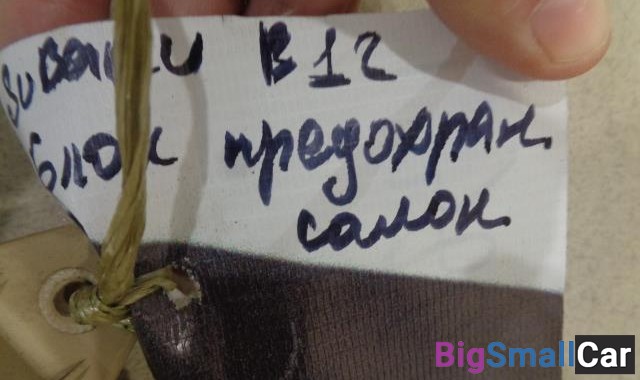 Subaru B12
блок предохран
салон
BigSmallCar